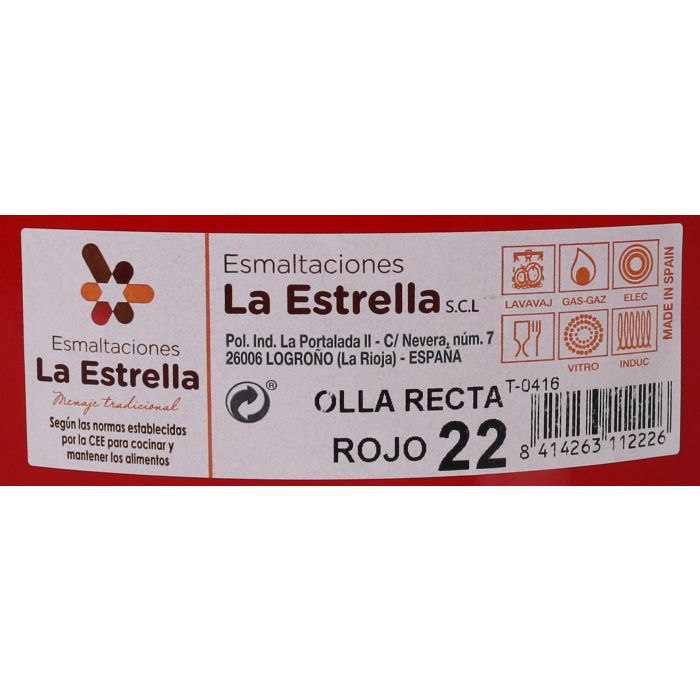 Esmaltaciones
La Estrella
Menaje tradicional
Según las normas establecidas
por la CEE para cocinar y
mantener los alimentos
Esmaltaciones
La Estrella S.C.L
Pol. Ind. La Portalada II - C/ Nevera, núm. 7
26006 LOGROÑO (La Rioja) - ESPAÑA
®
OLLA RECTA
ROJO 22
LAVAVAJ GAS-GAZ ELEC
VITRO INDUC
MADE IN SPAIN
T-0416
8 414263 112226